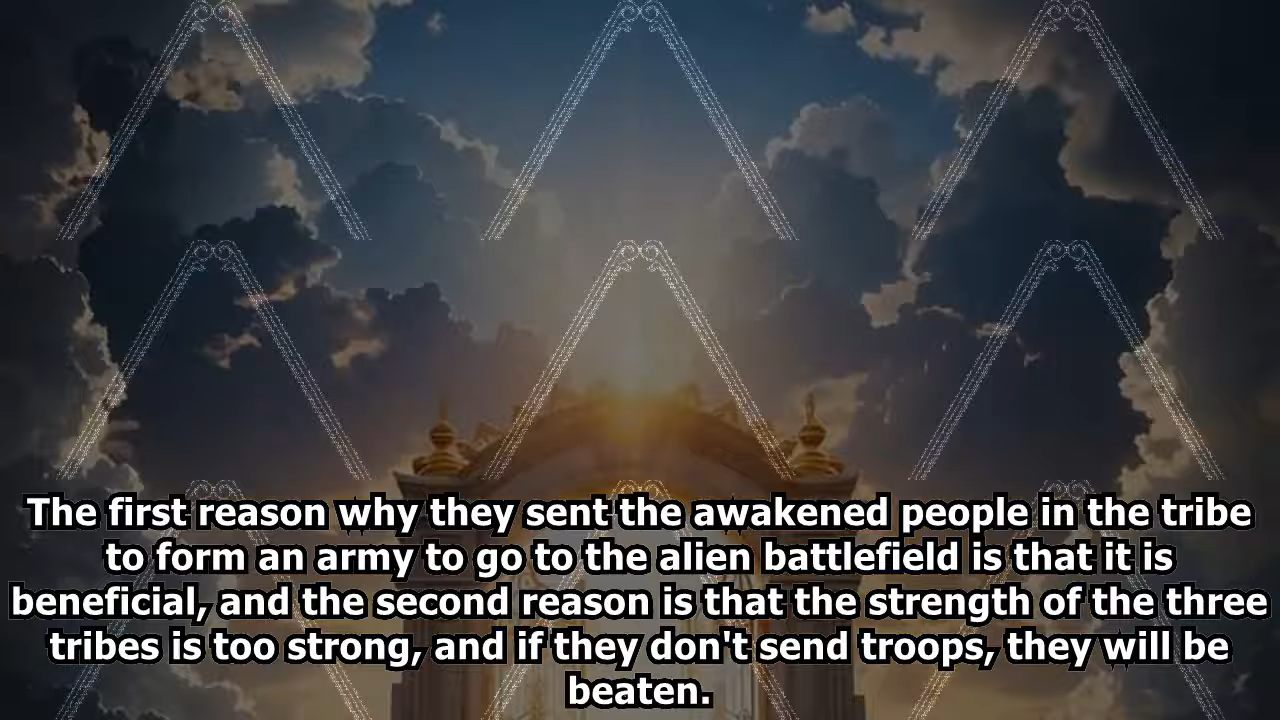 The first reason why they sent the awakened people in the tribe
to form an army to go to the alien battlefield is that it is
beneficial, and the second reason is that the strength of the three
tribes is too strong, and if they don't send troops, they will be
beaten.